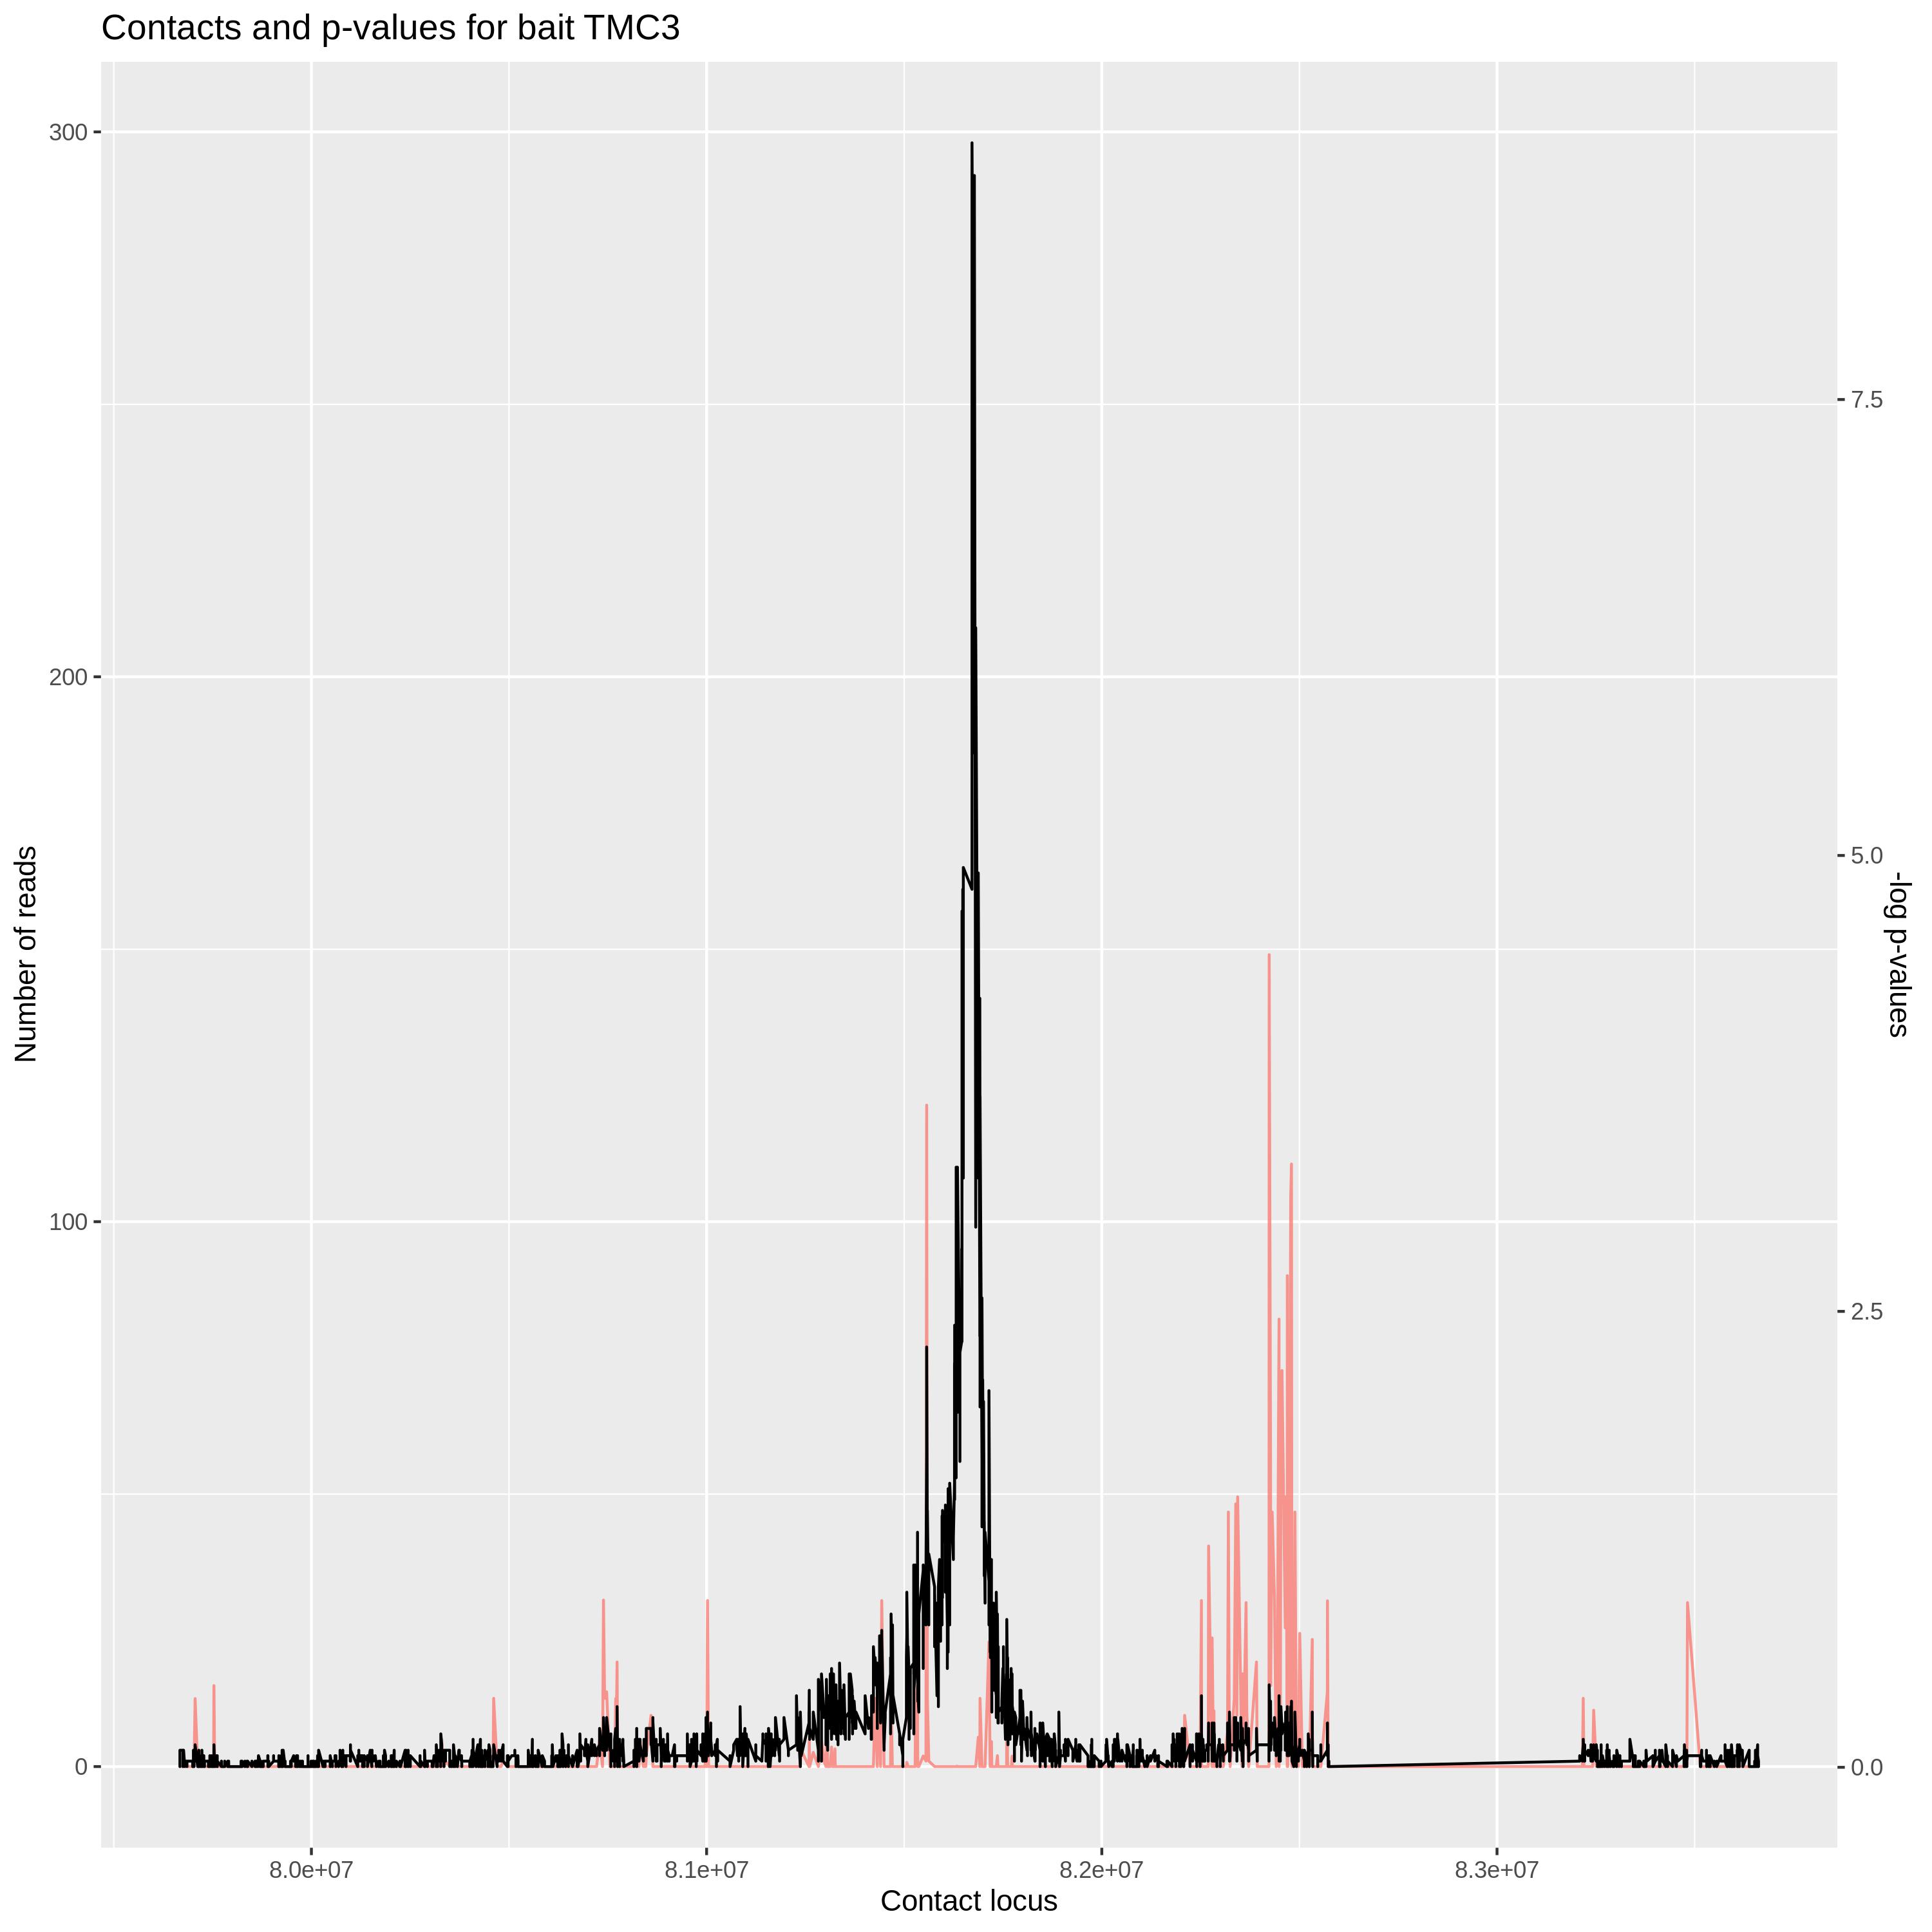 Contacts and p-values for bait TMC3
300
200
100
0
Number of reads
7.5
5.0
2.5
0.0
-log p-values
8.0e+07
8.1e+07
8.2e+07
8.3e+07
Contact locus